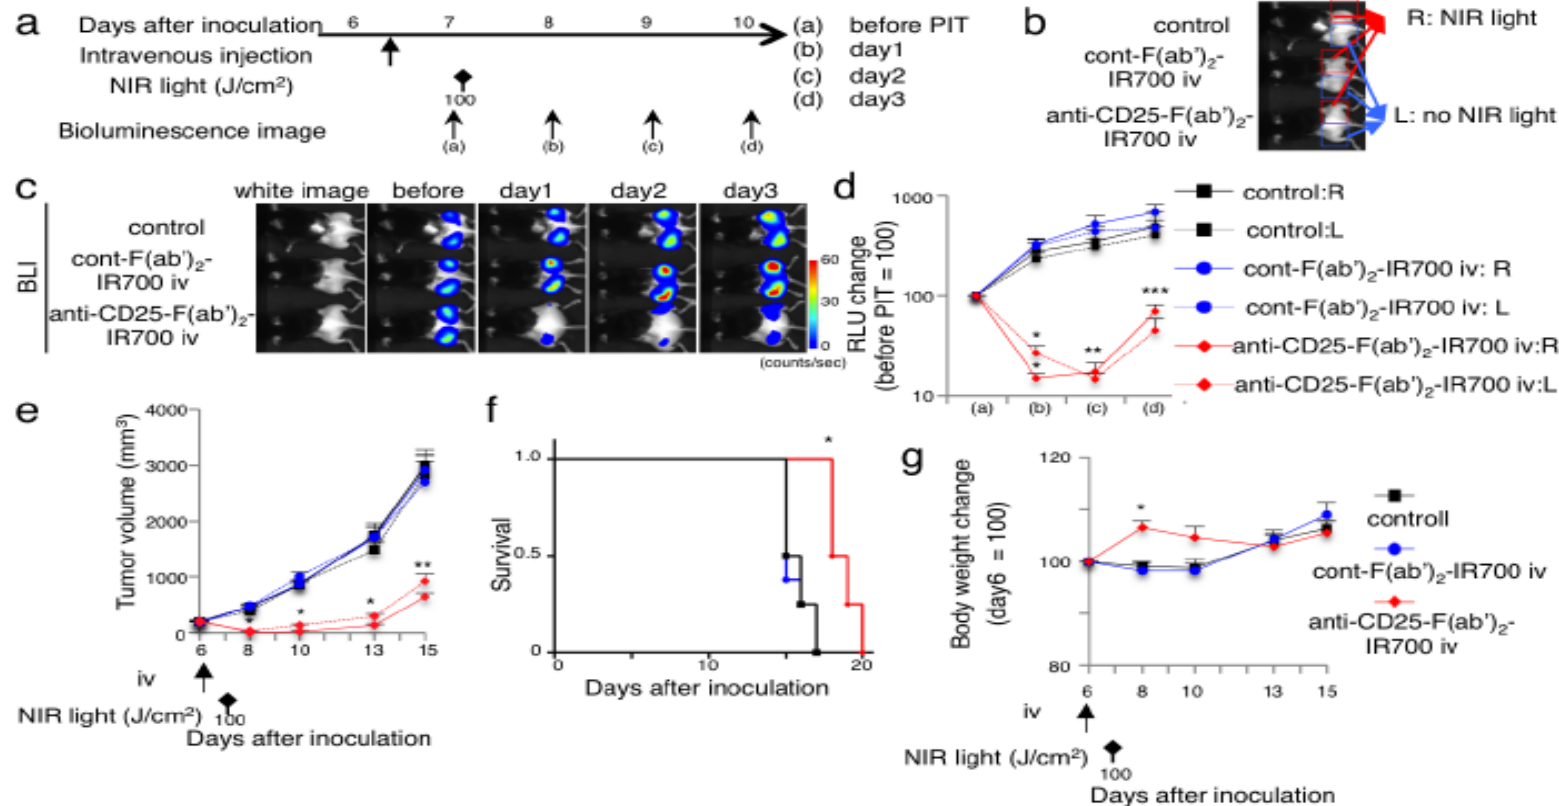 a
Days after inoculation 6 7 8 9 10
Intravenous injection
NIR light (J/cm²)
100
Bioluminescence image
(a) (b) (c) (d)
(a) before PIT
(b) day1
(c) day2
(d) day3
b
control
cont-F(ab')₂-
IR700 iv
anti-CD25-F(ab')₂-
IR700 iv
R: NIR light
L: no NIR light
c
white image before day1 day2 day3
BLI
control
cont-F(ab')₂-
IR700 iv
anti-CD25-F(ab')₂-
IR700 iv
60
30
0
(counts/sec)
d
RLU change
(before PIT = 100)
1000
100
10
*
*
**
***
(a) (b) (c) (d)
control:R
control:L
cont-F(ab')₂-IR700 iv: R
cont-F(ab')₂-IR700 iv: L
anti-CD25-F(ab')₂-IR700 iv:R
anti-CD25-F(ab')₂-IR700 iv:L
e
Tumor volume (mm³)
4000
3000
2000
1000
0
*
*
*
**
6 8 10 13 15
iv
NIR light (J/cm²) 100
Days after inoculation
f
Survival
1.0
0.5
0
*
0 10 20
Days after inoculation
g
Body weight change
(day6 = 100)
120
100
80
*
6 8 10 13 15
iv
NIR light (J/cm²)
100
Days after inoculation
controll
cont-F(ab')₂-IR700 iv
anti-CD25-F(ab')₂-
IR700 iv